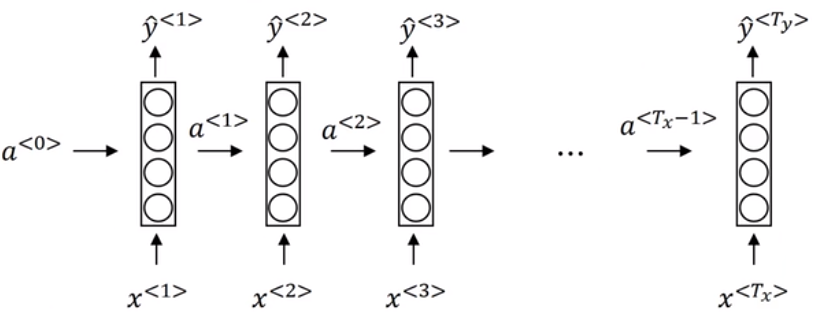 ŷ<1> ŷ<2> ŷ<3> ŷ<Ty>
a<0> a<1> a<2> ... a<Tx−1>
x<1> x<2> x<3> x<Tx>